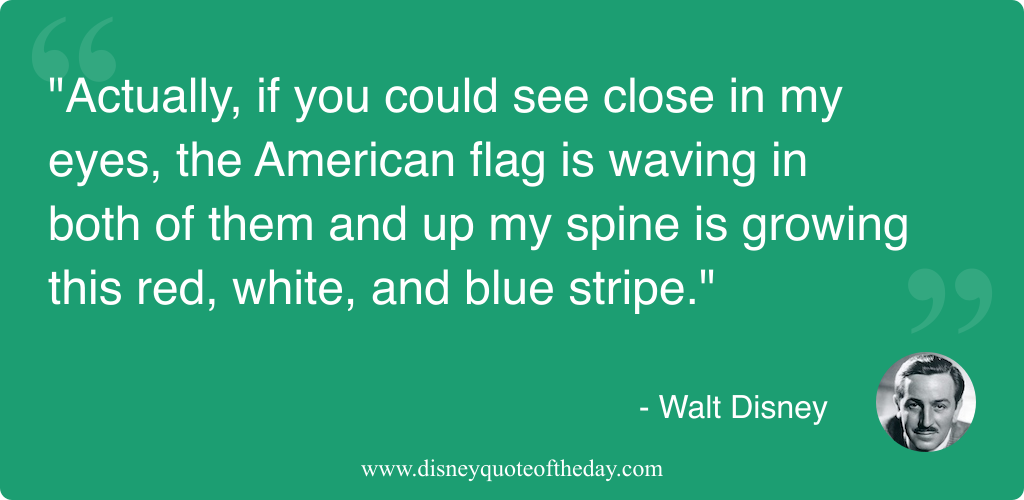 "Actually, if you could see close in my
eyes, the American flag is waving in
both of them and up my spine is growing
this red, white, and blue stripe."
- Walt Disney
www.disneyquoteoftheday.com